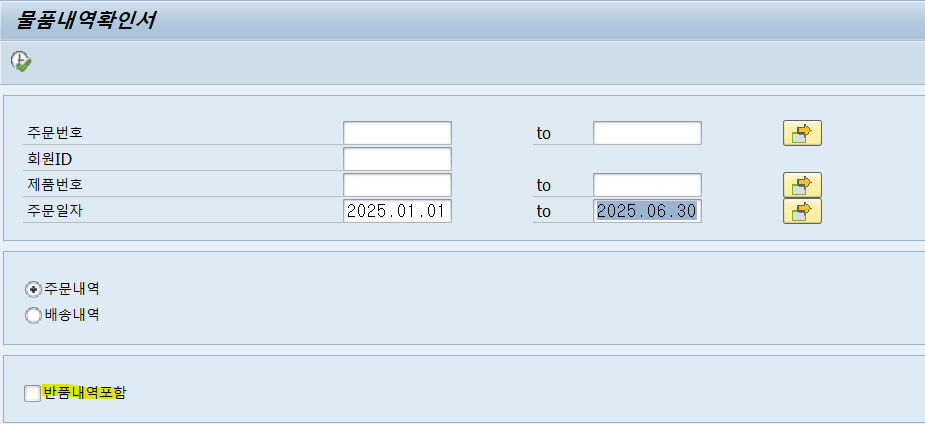 물품내역확인서
주문번호 to
회원ID
제품번호 to
주문일자 2025.01.01 to 2025.06.30
주문내역
배송내역
반품내역포함